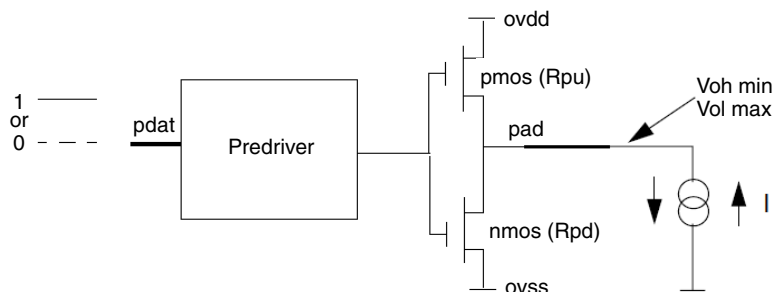 ovdd
pmos (Rpu)
Voh min
Vol max
1
or
0
pdat
Predriver
pad
I
nmos (Rpd)
ovss